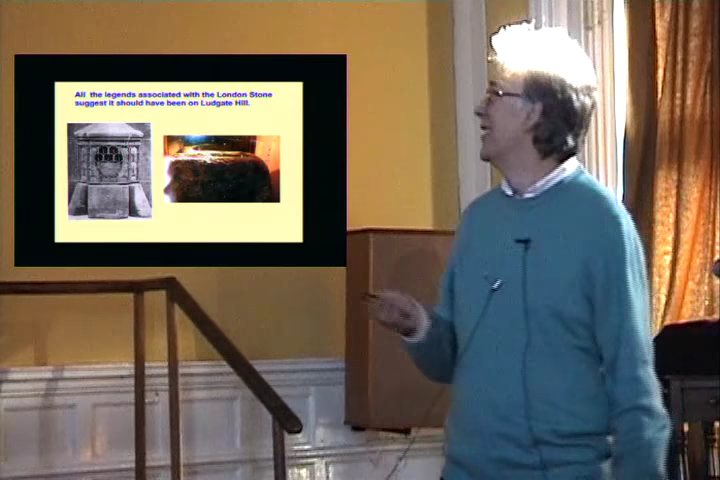 All the legends associated with the London Stone
suggest it should have been on Ludgate Hill.